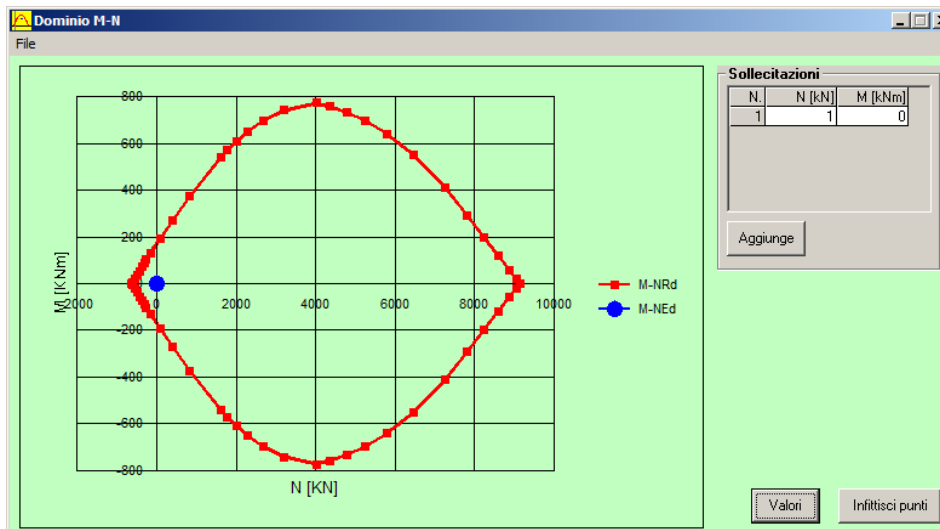 Dominio M-N
File
800
600
400
200
0
-200
-400
-600
-800
M [KNm]
-2000 0 2000 4000 6000 8000 10000
N [KN]
M-NRd
M-NEd
Sollecitazioni
N. N [kN] M [kNm]
1 1 0
Aggiunge
Valori Infittisci punti